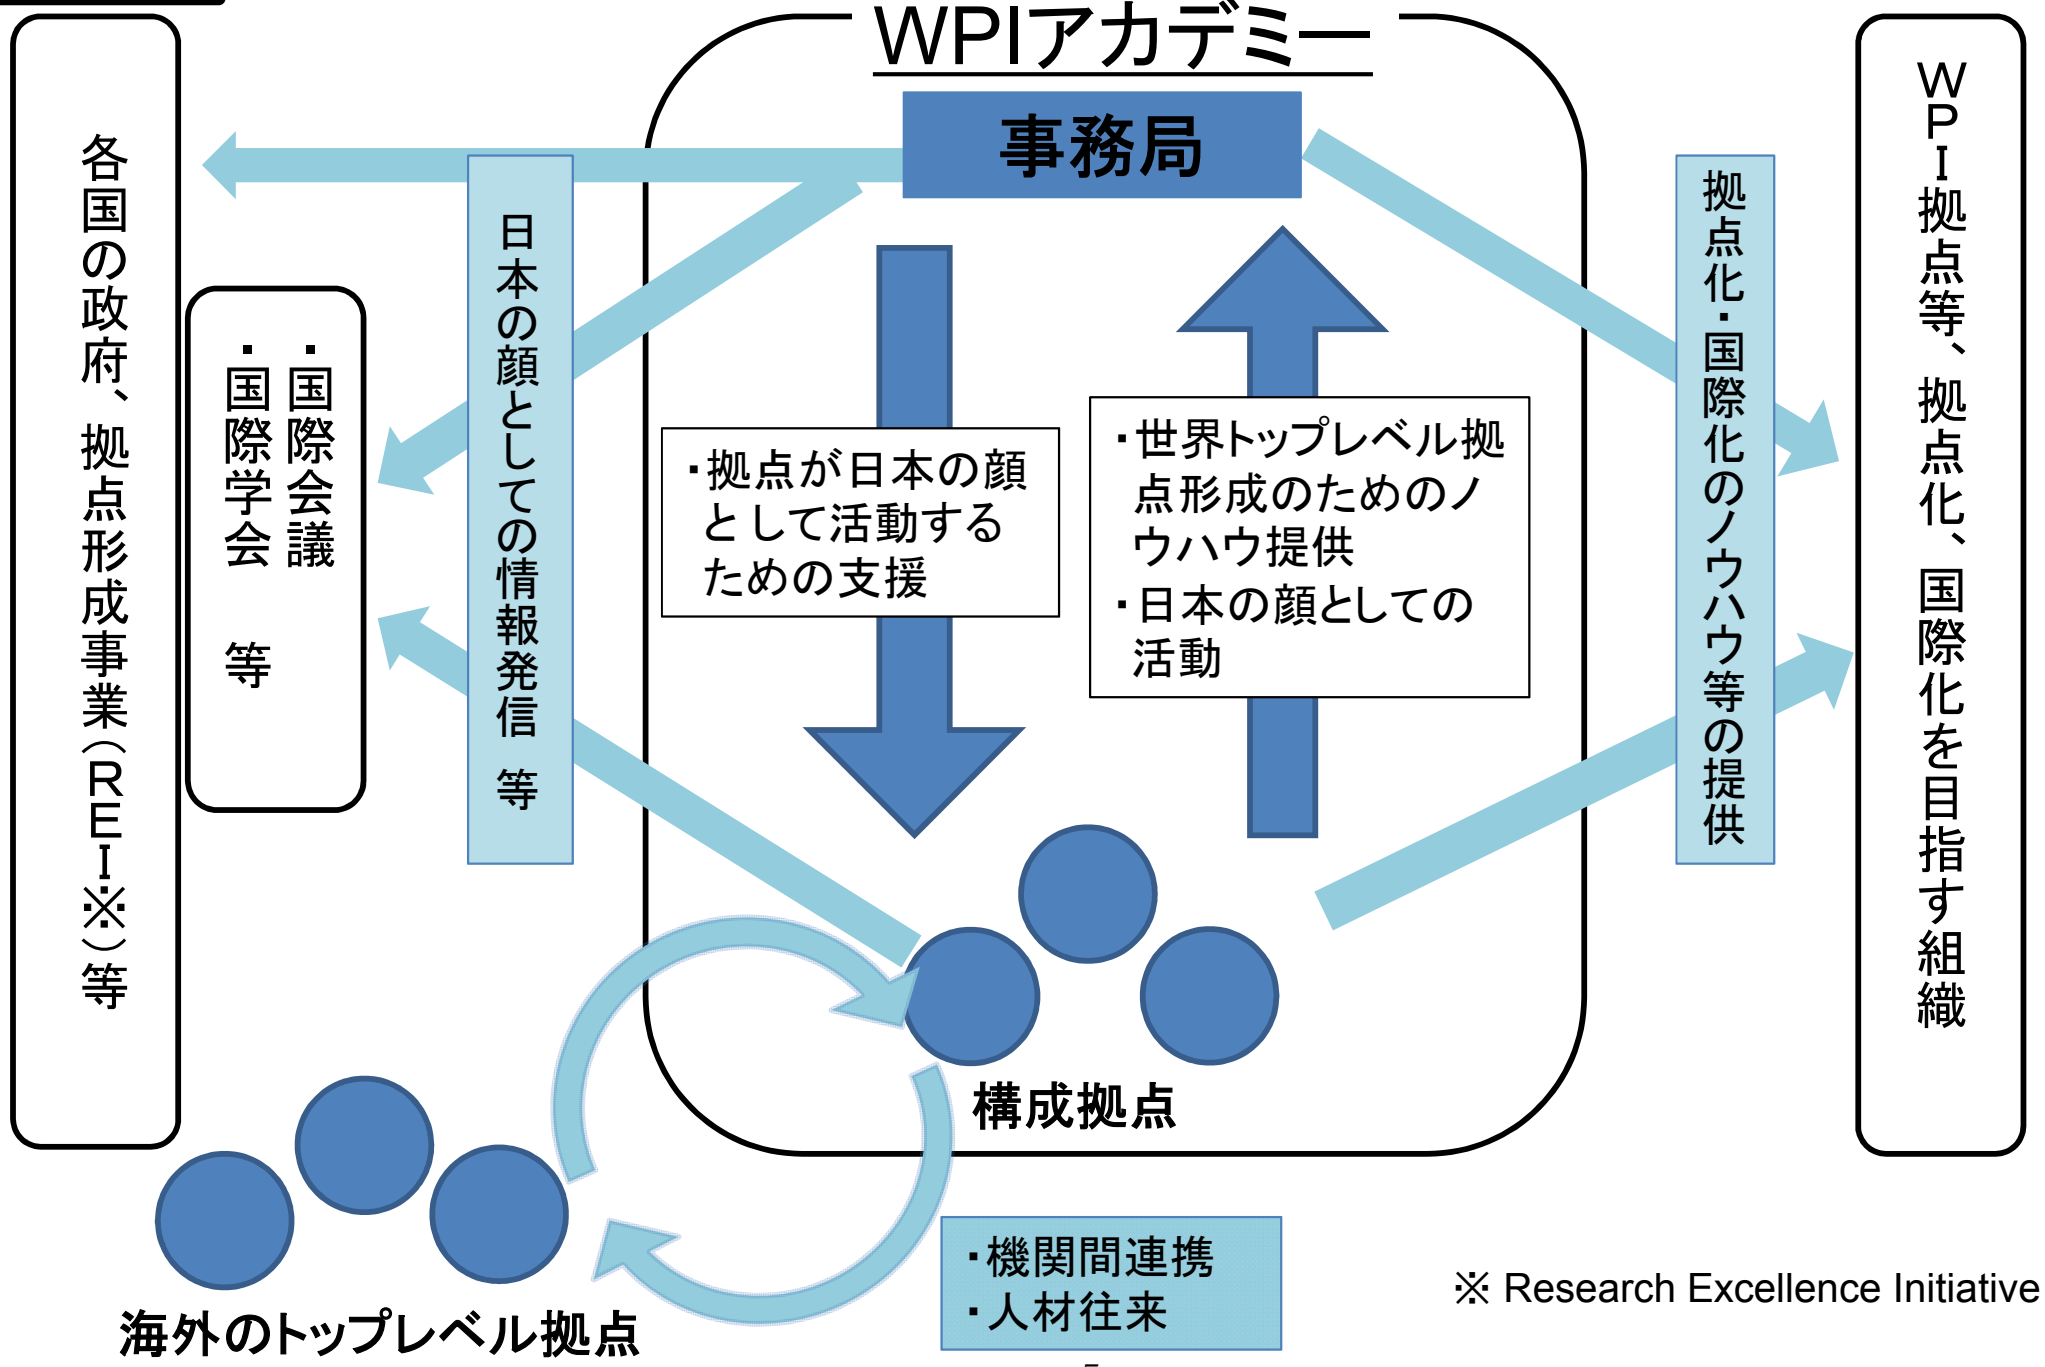 WPIアカデミー
事務局
各国の政府、拠点形成事業（ＲＥＩ※）等
・国際会議
・国際学会　等
日本の顔としての情報発信 等
・拠点が日本の顔
として活動する
ための支援
・世界トップレベル拠
点形成のためのノ
ウハウ提供
・日本の顔としての
活動
拠点化・国際化のノウハウ等の提供
ＷＰＩ拠点等、拠点化、国際化を目指す組織
構成拠点
海外のトップレベル拠点
・機関間連携
・人材往来
※ Research Excellence Initiative